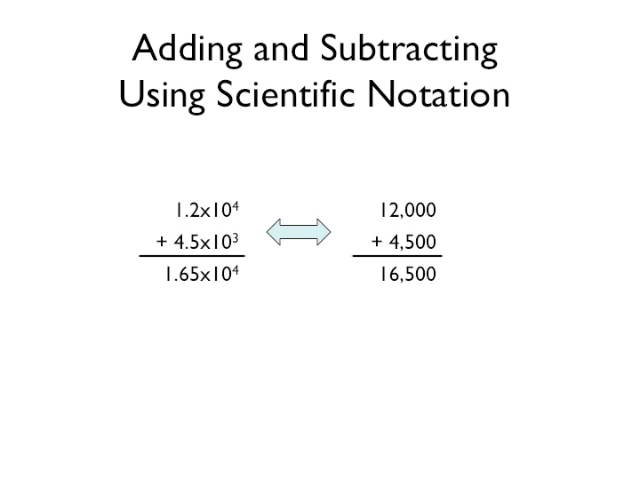 Adding and Subtracting
Using Scientific Notation
1.2x10⁴
+ 4.5x10³
1.65x10⁴
12,000
+ 4,500
16,500